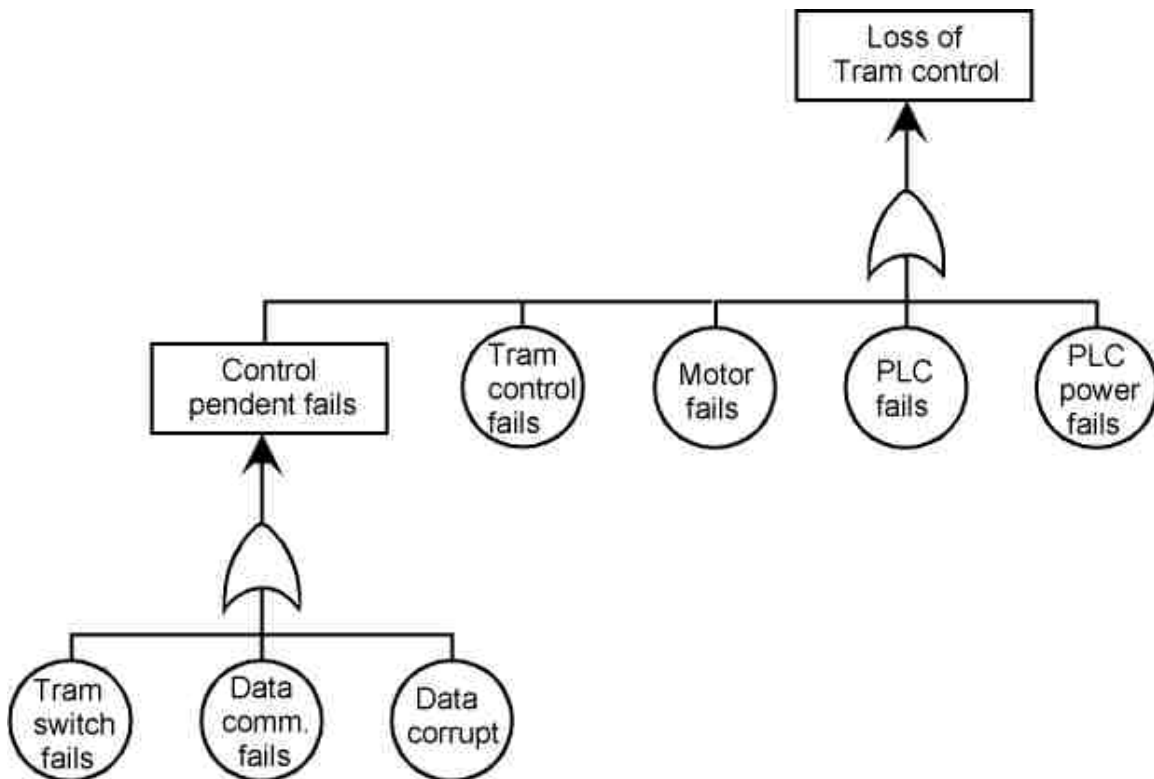 Loss of
Tram control
Control
pendent fails
Tram
control
fails
Motor
fails
PLC
fails
PLC
power
fails
Tram
switch
fails
Data
comm.
fails
Data
corrupt